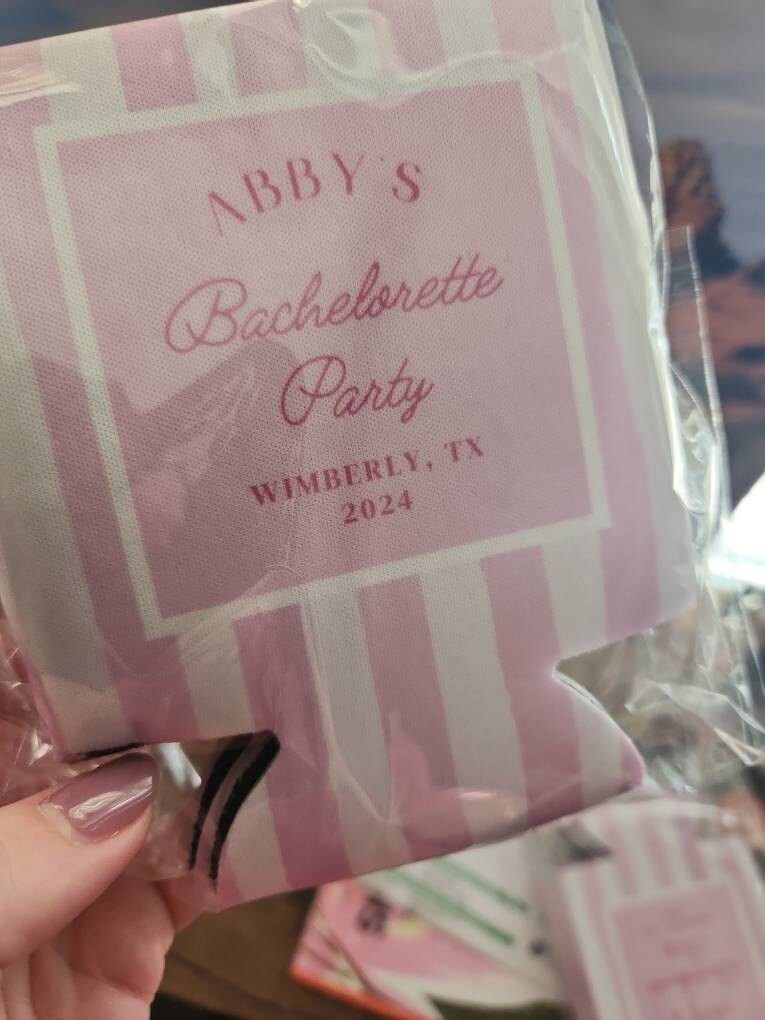 ABBY'S
Bachelorette
Party
WIMBERLY, TX
2024